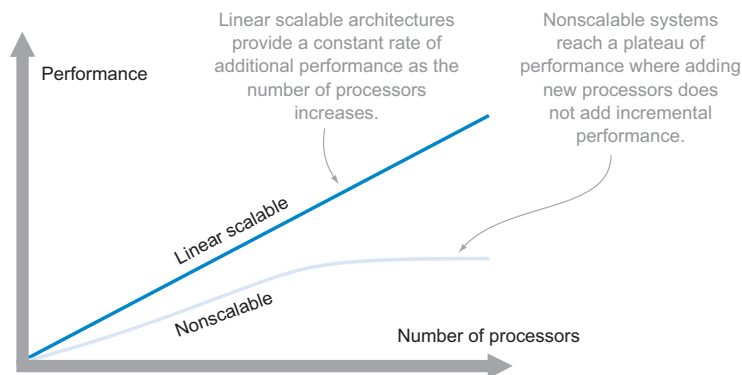 Linear scalable architectures
provide a constant rate of
additional performance as the
number of processors
increases.
Nonscalable systems
reach a plateau of
performance where adding
new processors does
not add incremental
performance.
Performance
Linear scalable
Nonscalable
Number of processors